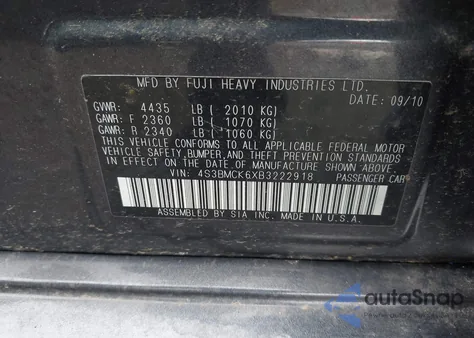 MFD BY FUJI HEAVY INDUSTRIES LTD.
DATE: 09/10
GVWR: 4435 LB ( 2010 KG)
GAWR: F 2360 LB ( 1070 KG)
GAWR: R 2340 LB ( 1060 KG)
THIS VEHICLE CONFORMS TO ALL APPLICABLE FEDERAL MOTOR
VEHICLE SAFETY, BUMPER, AND THEFT PREVENTION STANDARDS
IN EFFECT ON THE DATE OF MANUFACTURE SHOWN ABOVE.
VIN: 4S3BMCK6XB3222918
PASSENGER CAR
ASSEMBLED BY SIA INC. MADE IN U.S.A.
autoSnap